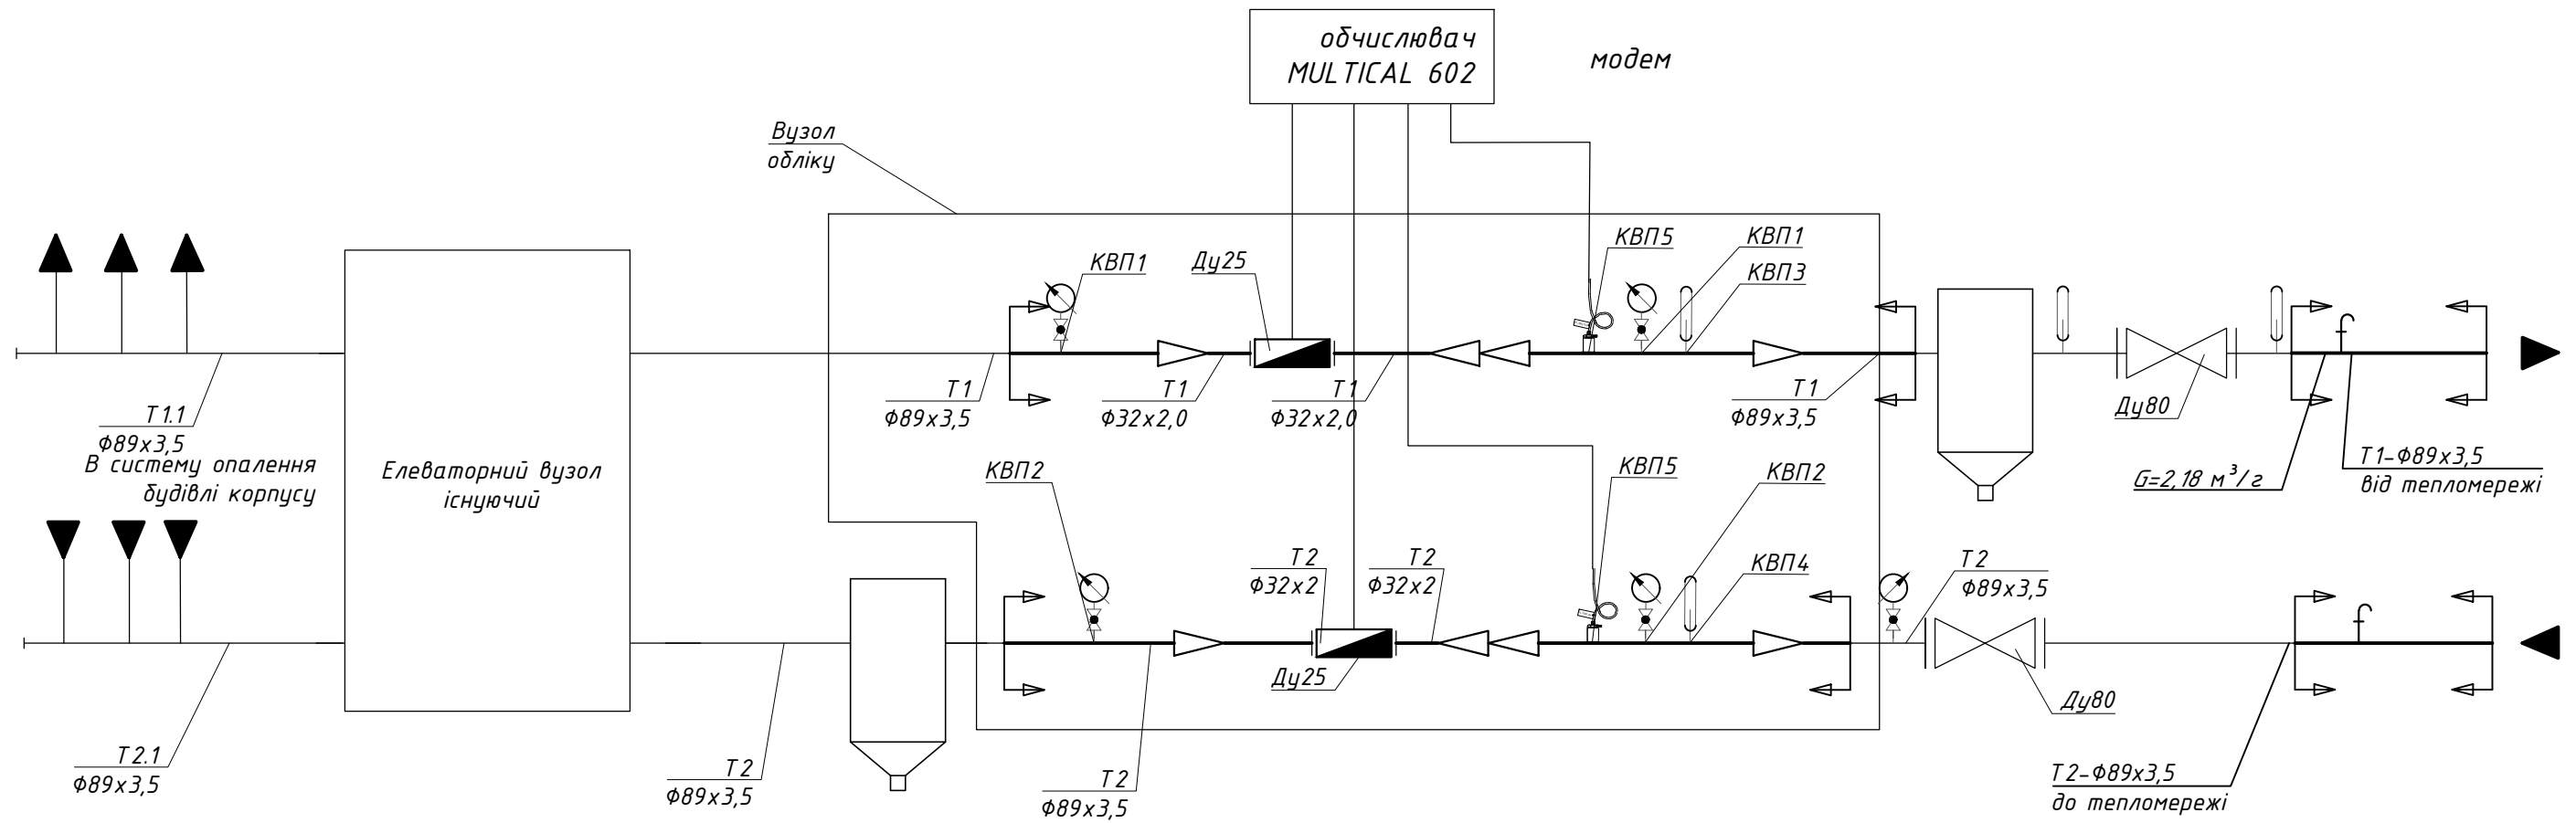 обчислювач
MULTICAL 602
модем
Вузол
обліку
КВП1
Ду25
КВП5
КВП1
КВП3
Т1
Ф89х3,5
Т1
Ф32х2,0
Т1
Ф32х2,0
Т1
Ф89х3,5
Ду80
Т1.1
Ф89х3,5
В систему опалення
будівлі корпусу
Елеваторний вузол
існуючий
G=2,18 м³/г
Т1-Ф89х3,5
від тепломережі
КВП2
КВП5
КВП2
Т2
Ф32х2
Т2
Ф32х2
КВП4
Т2
Ф89х3,5
Ду25
Ду80
Т2.1
Ф89х3,5
Т2
Ф89х3,5
Т2
Ф89х3,5
Т2-Ф89х3,5
до тепломережі